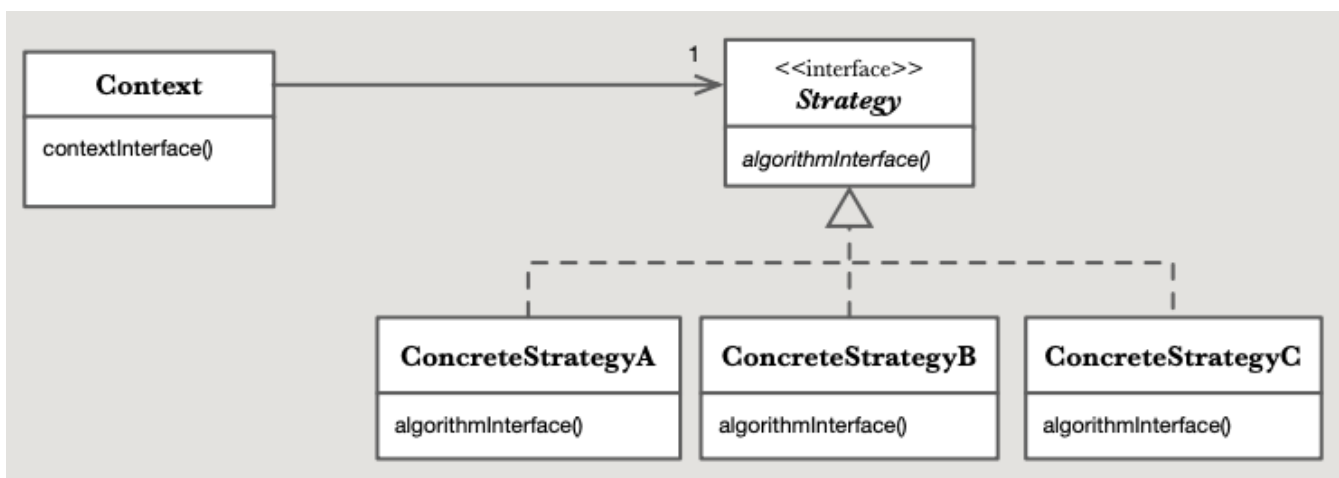 Context
contextInterface()
1
<<interface>>
Strategy
algorithmInterface()
ConcreteStrategyA
algorithmInterface()
ConcreteStrategyB
algorithmInterface()
ConcreteStrategyC
algorithmInterface()